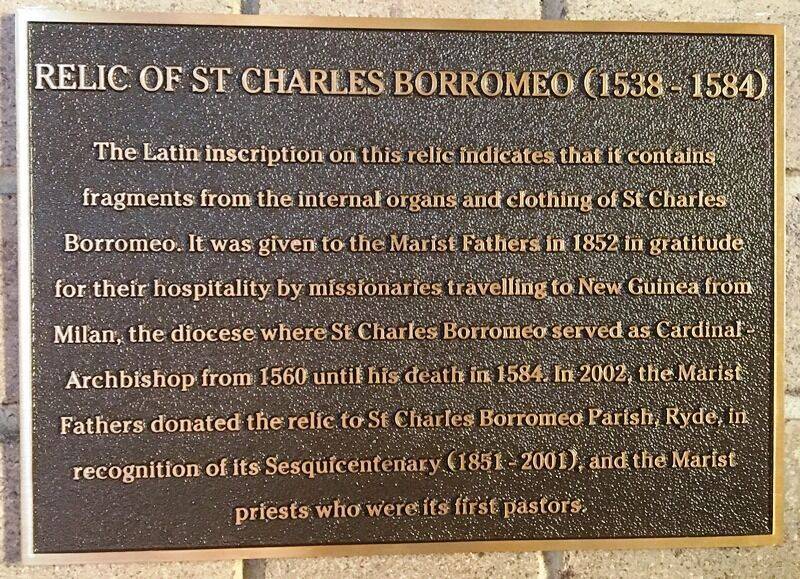 RELIC OF ST CHARLES BORROMEO (1538 - 1584)
The Latin inscription on this relic indicates that it contains
fragments from the internal organs and clothing of St Charles
Borromeo. It was given to the Marist Fathers in 1852 in gratitude
for their hospitality by missionaries travelling to New Guinea from
Milan, the diocese where St Charles Borromeo served as Cardinal -
Archbishop from 1560 until his death in 1584. In 2002, the Marist
Fathers donated the relic to St Charles Borromeo Parish, Ryde, in
recognition of its Sesquicentenary (1851 - 2001), and the Marist
priests who were its first pastors.